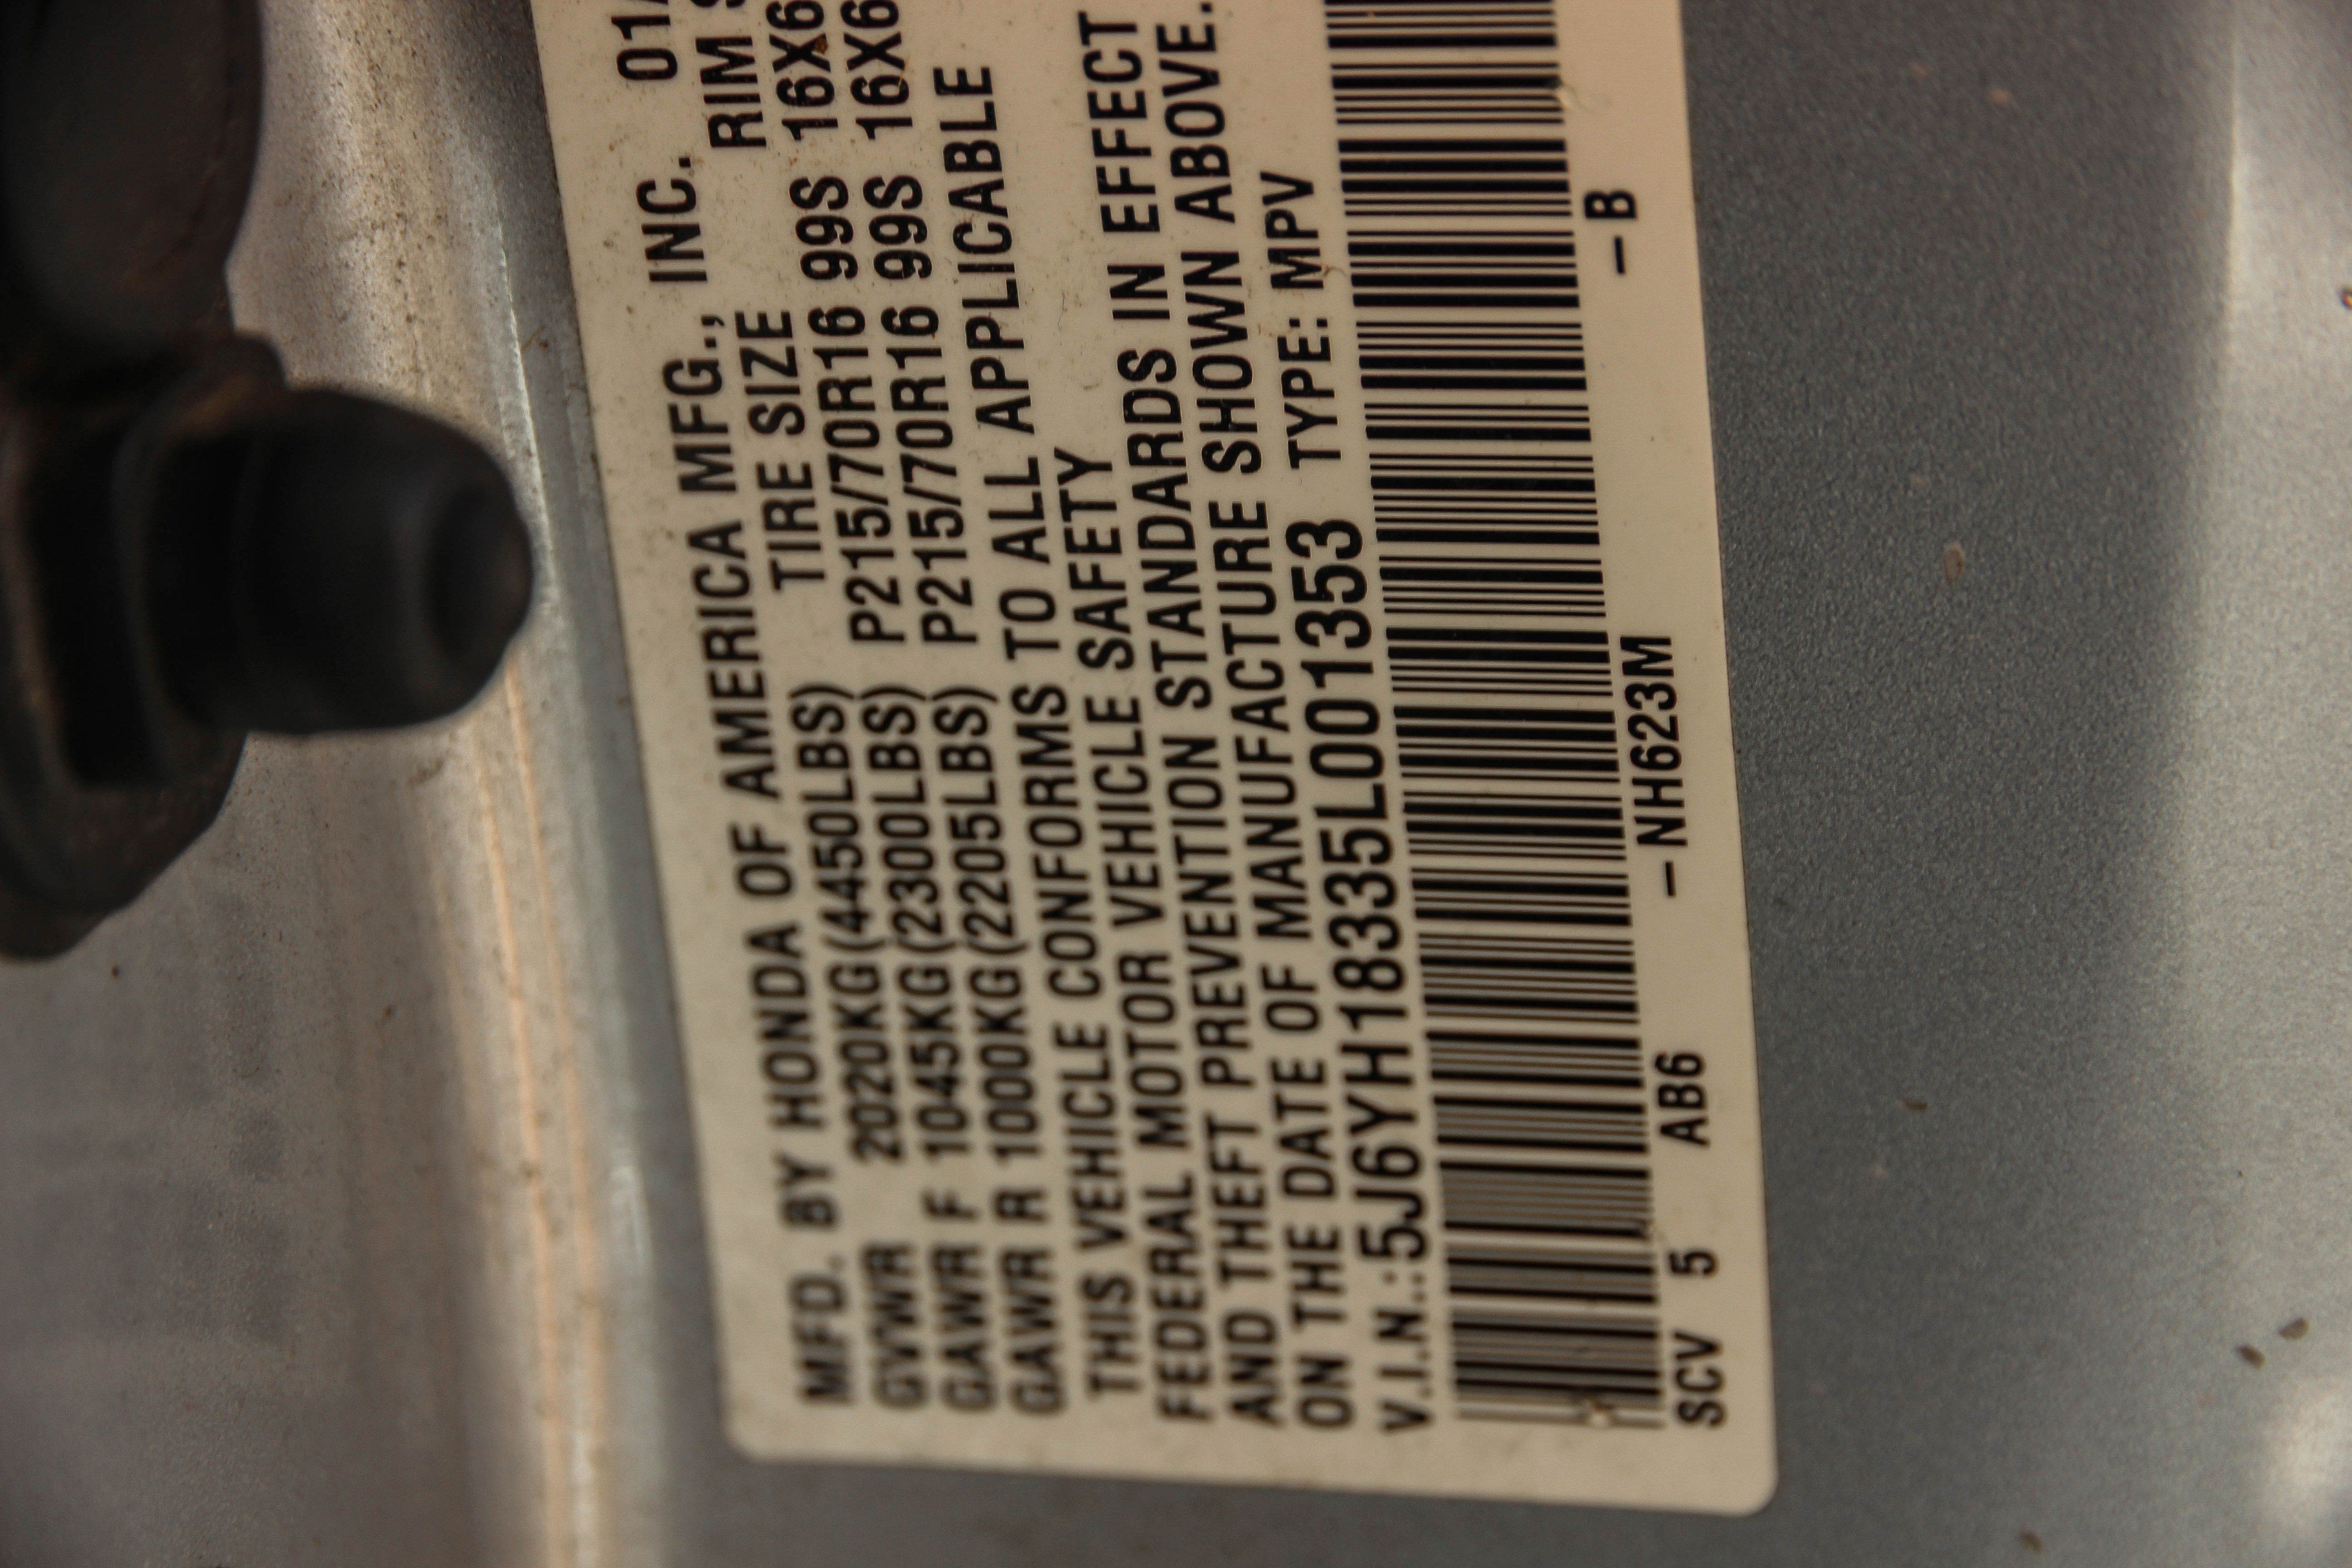 MFD. BY HONDA OF AMERICA MFG., INC. 01/
TIRE SIZE RIM S
GVWR 2020KG(4450LBS)
GAWR F 1045KG(2300LBS) P215/70R16 99S 16X6
GAWR R 1000KG(2205LBS) P215/70R16 99S 16X6
THIS VEHICLE CONFORMS TO ALL APPLICABLE
FEDERAL MOTOR VEHICLE SAFETY
AND THEFT PREVENTION STANDARDS IN EFFECT
ON THE DATE OF MANUFACTURE SHOWN ABOVE.
V.I.N.:5J6YH18335L001353 TYPE: MPV
SCV 5 AB6 –NH623M –B